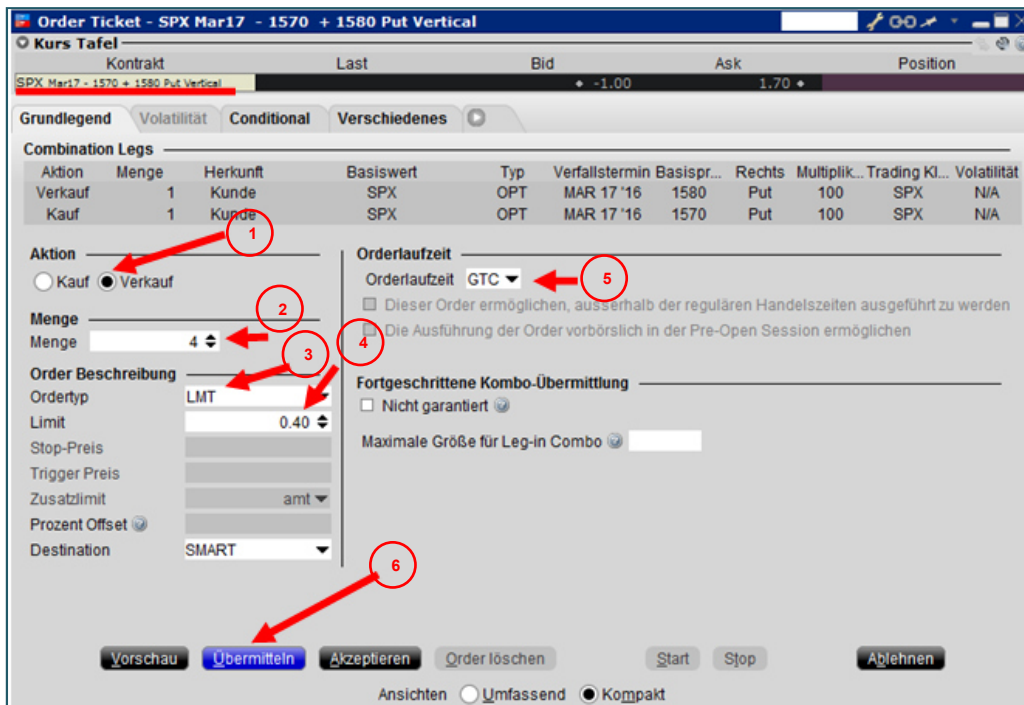 Order Ticket - SPX Mar17 - 1570 + 1580 Put Vertical
Kurs Tafel
Kontrakt Last Bid Ask Position
SPX Mar17 - 1570 + 1580 Put Vertical -1.00 1.70
Grundlegend Volatilität Conditional Verschiedenes
Combination Legs
Aktion Menge Herkunft Basiswert Typ Verfallstermin Basispr... Rechts Multiplik... Trading Kl... Volatilität
Verkauf 1 Kunde SPX OPT MAR 17 '16 1580 Put 100 SPX N/A
Kauf 1 Kunde SPX OPT MAR 17 '16 1570 Put 100 SPX N/A
1
Aktion
Kauf Verkauf
2
Menge
Menge 4
3
4
Order Beschreibung
Ordertyp LMT
Limit 0.40
Stop-Preis
Trigger Preis
Zusatzlimit amt
Prozent Offset
Destination SMART
Orderlaufzeit
Orderlaufzeit GTC
5
Dieser Order ermöglichen, ausserhalb der regulären Handelszeiten ausgeführt zu werden
Die Ausführung der Order vorbörslich in der Pre-Open Session ermöglichen
Fortgeschrittene Kombo-Übermittlung
Nicht garantiert
Maximale Größe für Leg-in Combo
6
Vorschau Übermitteln Akzeptieren Order löschen Start Stop Ablehnen
Ansichten Umfassend Kompakt